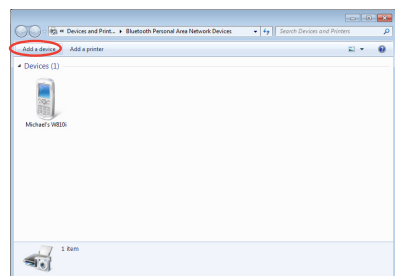 « Devices and Print... ▸ Bluetooth Personal Area Network Devices
Search Devices and Printers
Add a device Add a printer
Devices (1)
Michael's W810i
1 item